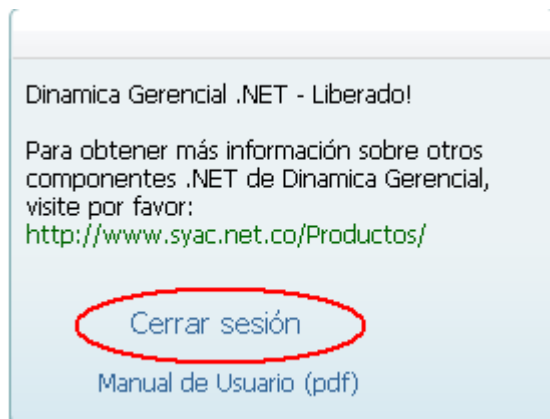 Dinamica Gerencial .NET - Liberado!
Para obtener más información sobre otros
componentes .NET de Dinamica Gerencial,
visite por favor:
http://www.syac.net.co/Productos/
Cerrar sesión
Manual de Usuario (pdf)